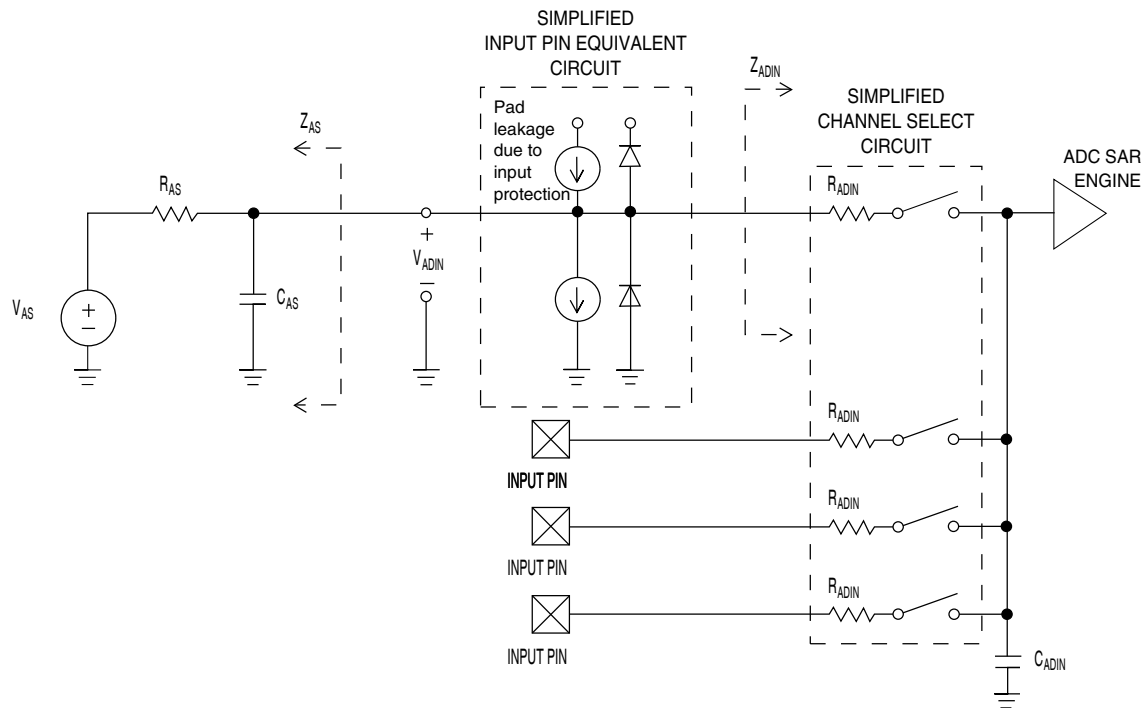 SIMPLIFIED
INPUT PIN EQUIVALENT
CIRCUIT
Pad
leakage
due to
input
protection
Z_ADIN
SIMPLIFIED
CHANNEL SELECT
CIRCUIT
ADC SAR
ENGINE
Z_AS
R_AS
R_ADIN
+
V_ADIN
–
C_AS
V_AS
+
–
R_ADIN
INPUT PIN
R_ADIN
INPUT PIN
R_ADIN
INPUT PIN
C_ADIN